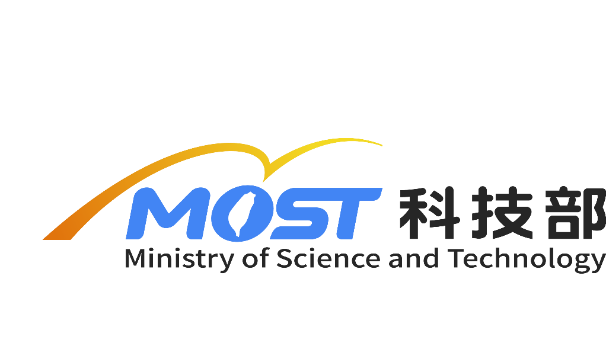 MOST 科技部
Ministry of Science and Technology